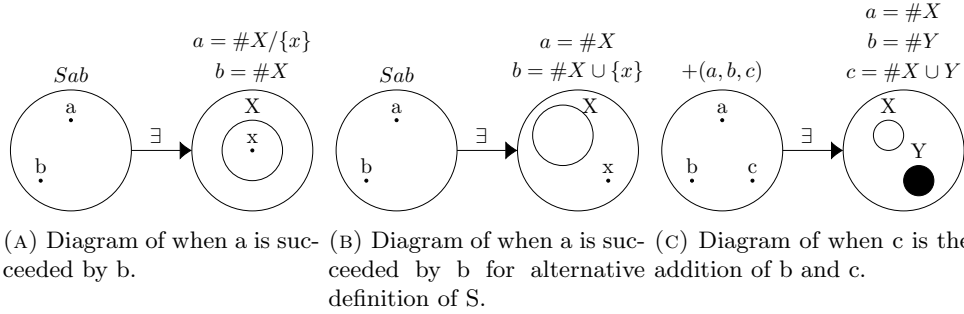 Sab
a
b
∃
a = #X/{x}
b = #X
X
x
(A) Diagram of when a is suc-
ceeded by b.
Sab
a
b
∃
a = #X
b = #X ∪ {x}
X
x
(B) Diagram of when a is suc-
ceeded by b for alternative
definition of S.
+(a, b, c)
a
b
c
∃
a = #X
b = #Y
c = #X ∪ Y
X
Y
(C) Diagram of when c is the
addition of b and c.